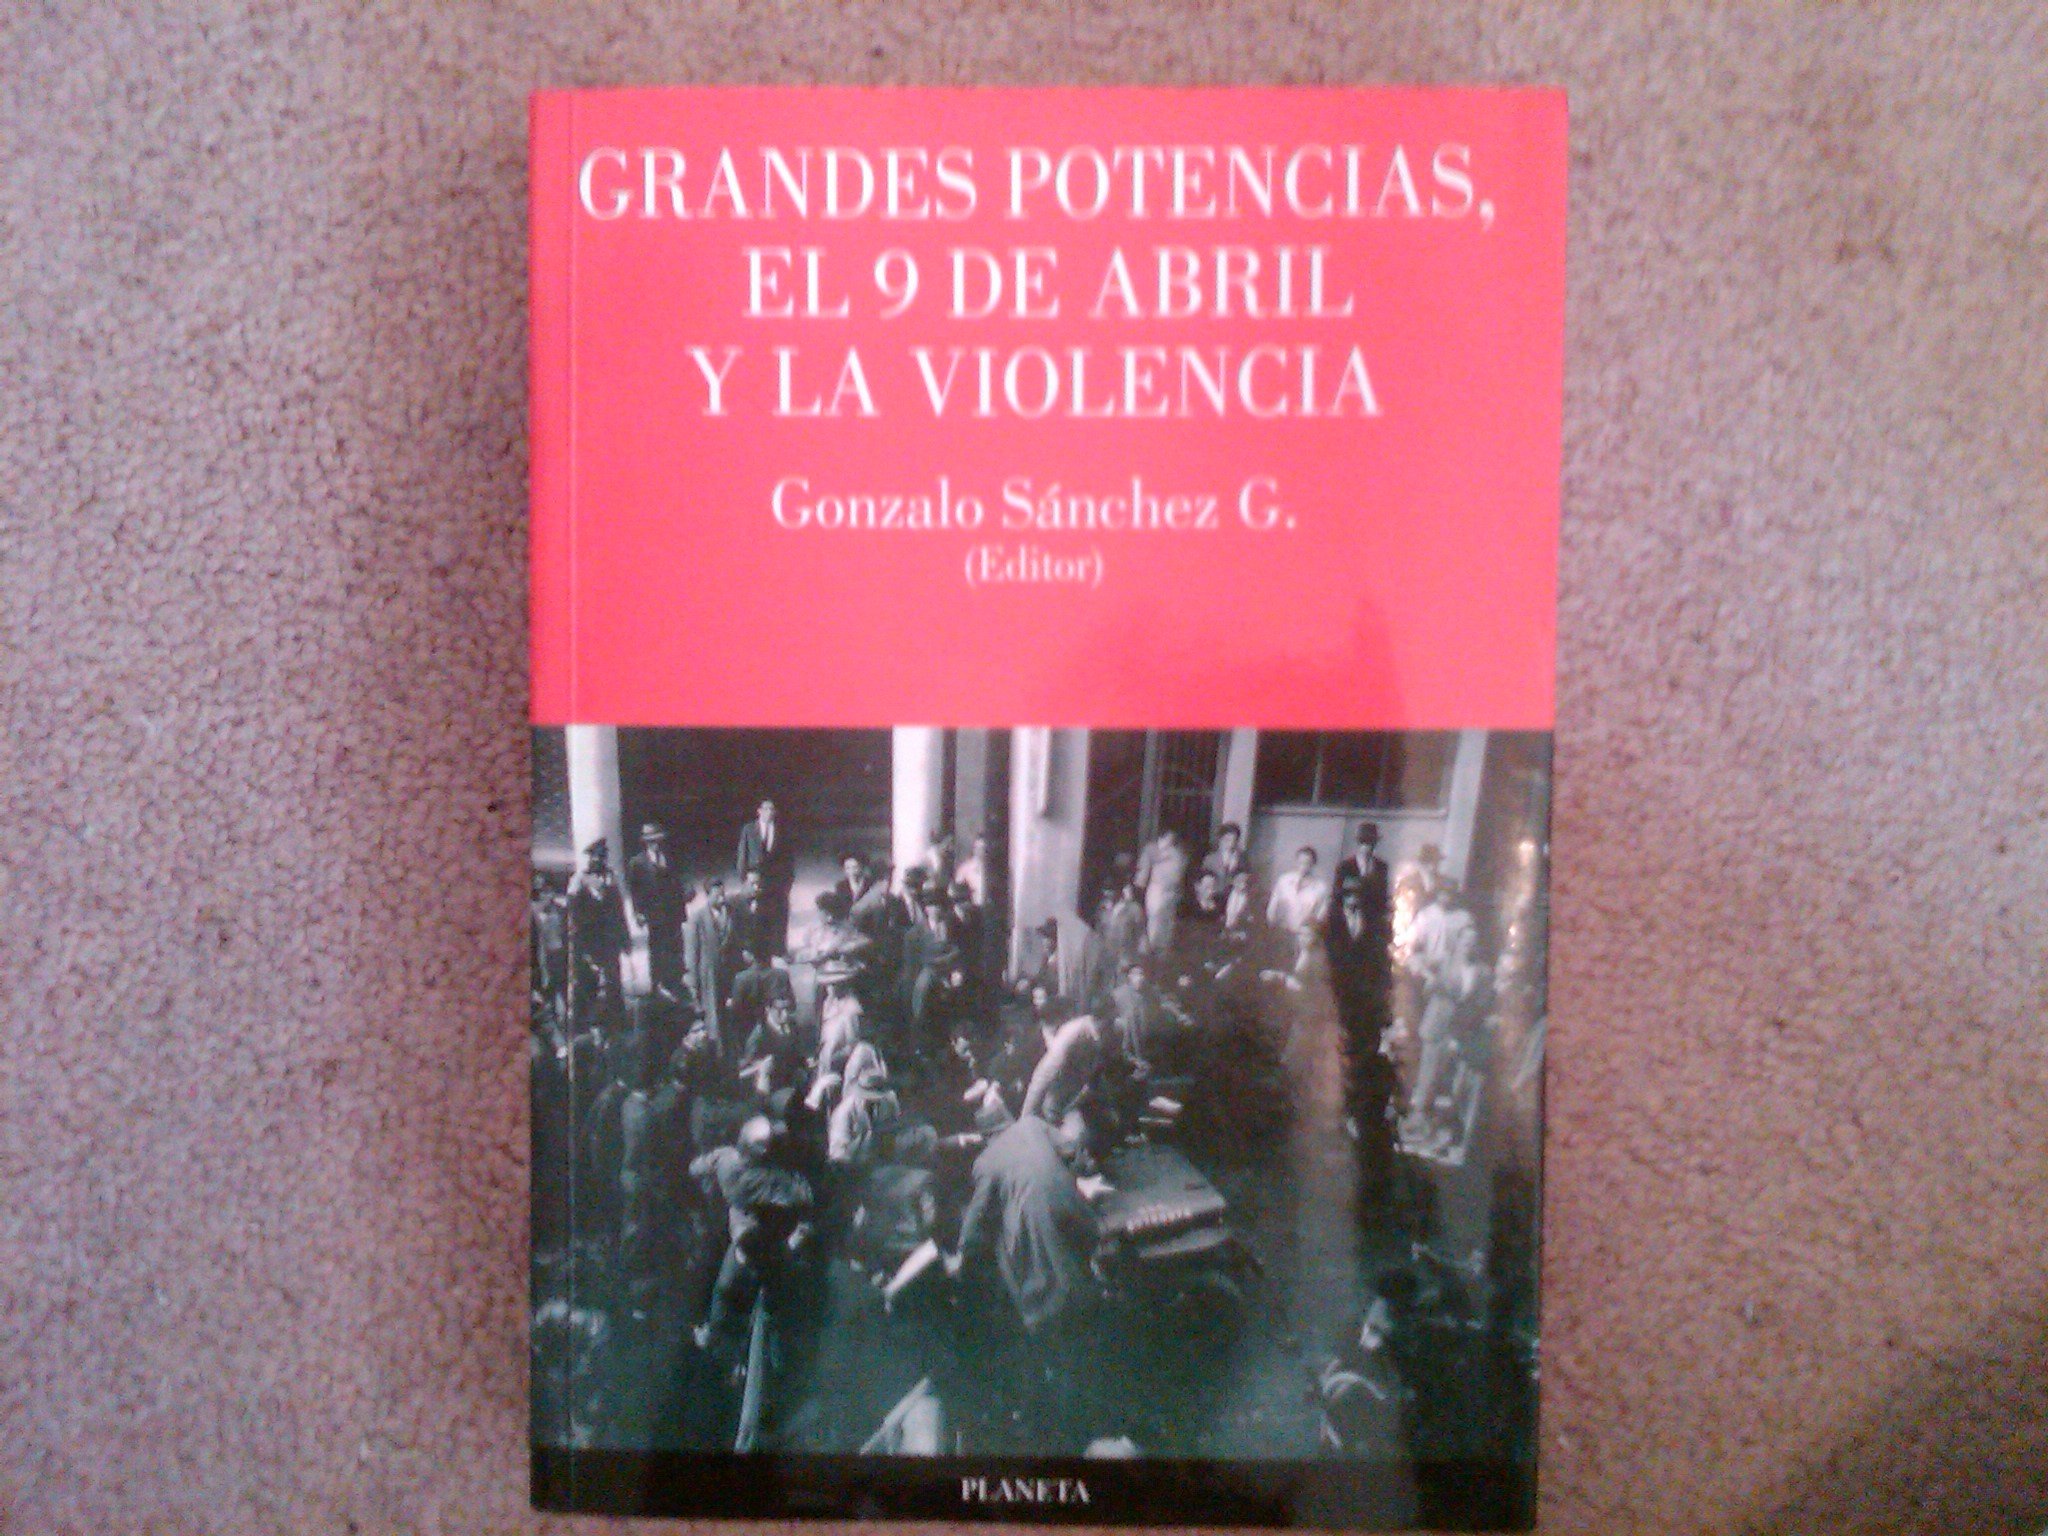 GRANDES POTENCIAS,
EL 9 DE ABRIL
Y LA VIOLENCIA
Gonzalo Sánchez G.
(Editor)
PLANETA